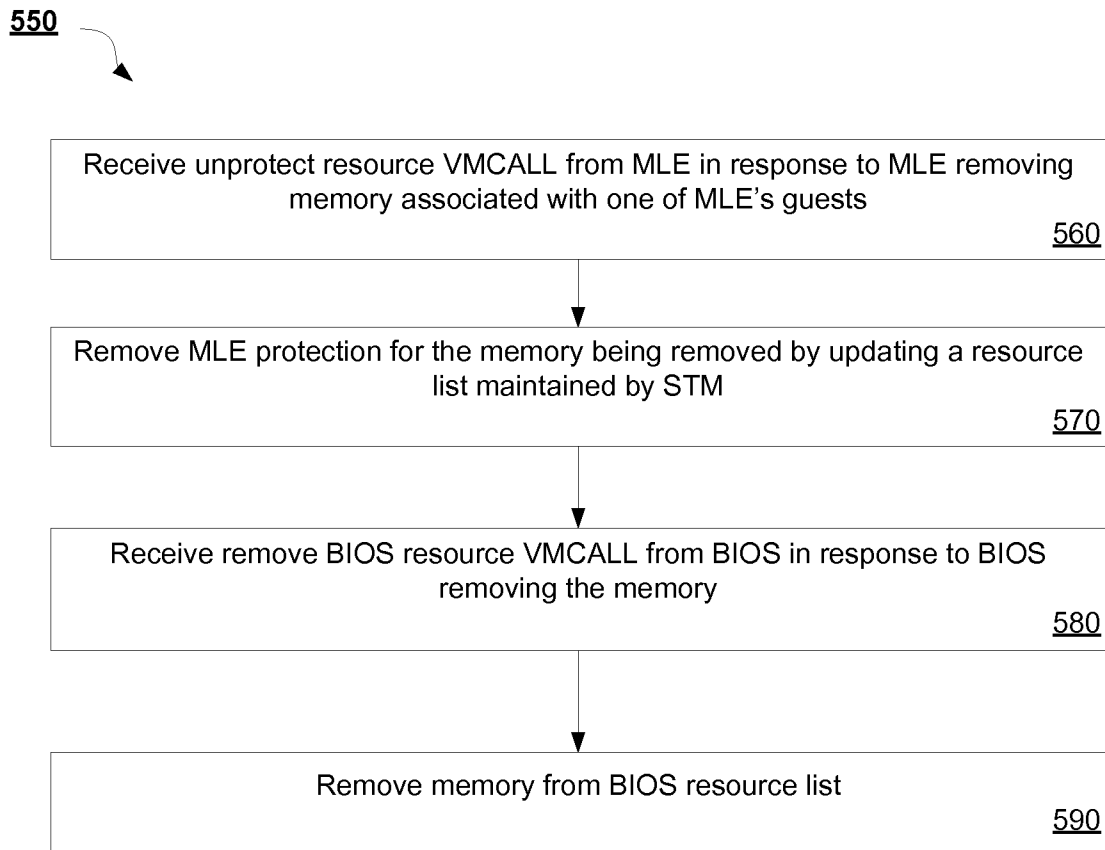 550
Receive unprotect resource VMCALL from MLE in response to MLE removing
memory associated with one of MLE’s guests
560
Remove MLE protection for the memory being removed by updating a resource
list maintained by STM
570
Receive remove BIOS resource VMCALL from BIOS in response to BIOS
removing the memory
580
Remove memory from BIOS resource list
590